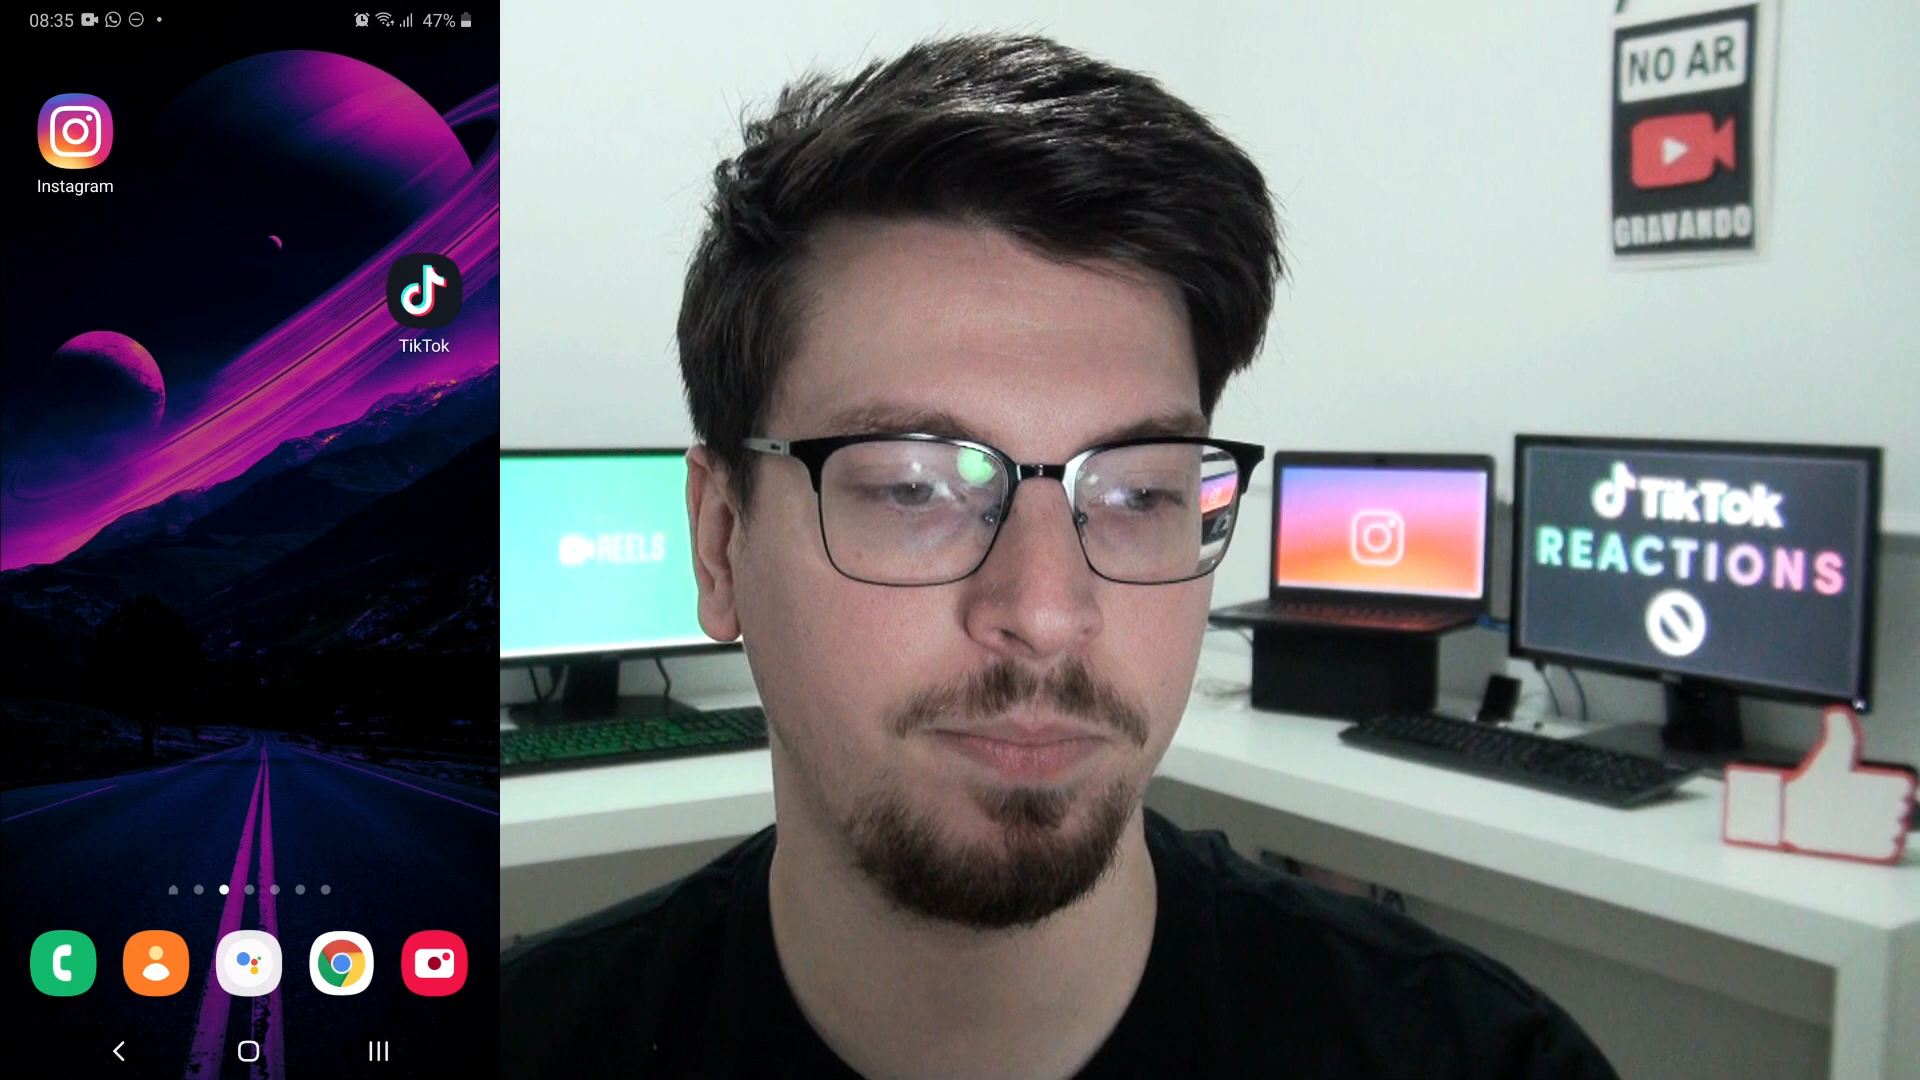 08:35
47%
Instagram
TikTok
NO AR
GRAVANDO
REELS
TikTok
REACTIONS